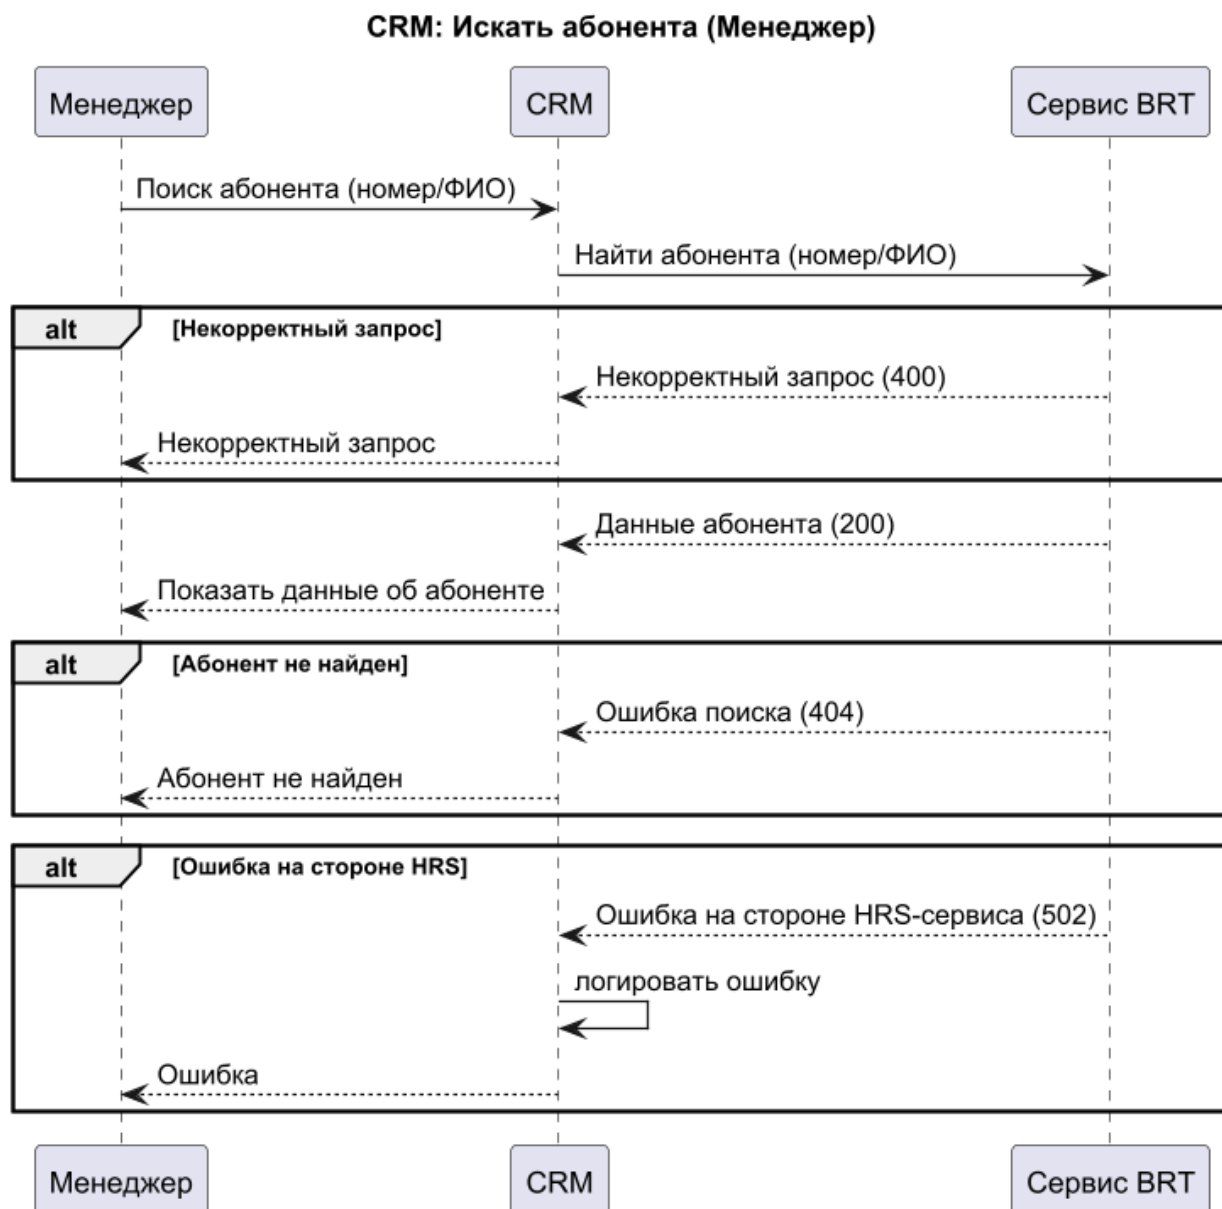 CRM: Искать абонента (Менеджер)
Менеджер CRM Сервис BRT
Поиск абонента (номер/ФИО)
Найти абонента (номер/ФИО)
alt [Некорректный запрос]
Некорректный запрос (400)
Некорректный запрос
Данные абонента (200)
Показать данные об абоненте
alt [Абонент не найден]
Ошибка поиска (404)
Абонент не найден
alt [Ошибка на стороне HRS]
Ошибка на стороне HRS-сервиса (502)
логировать ошибку
Ошибка
Менеджер CRM Сервис BRT